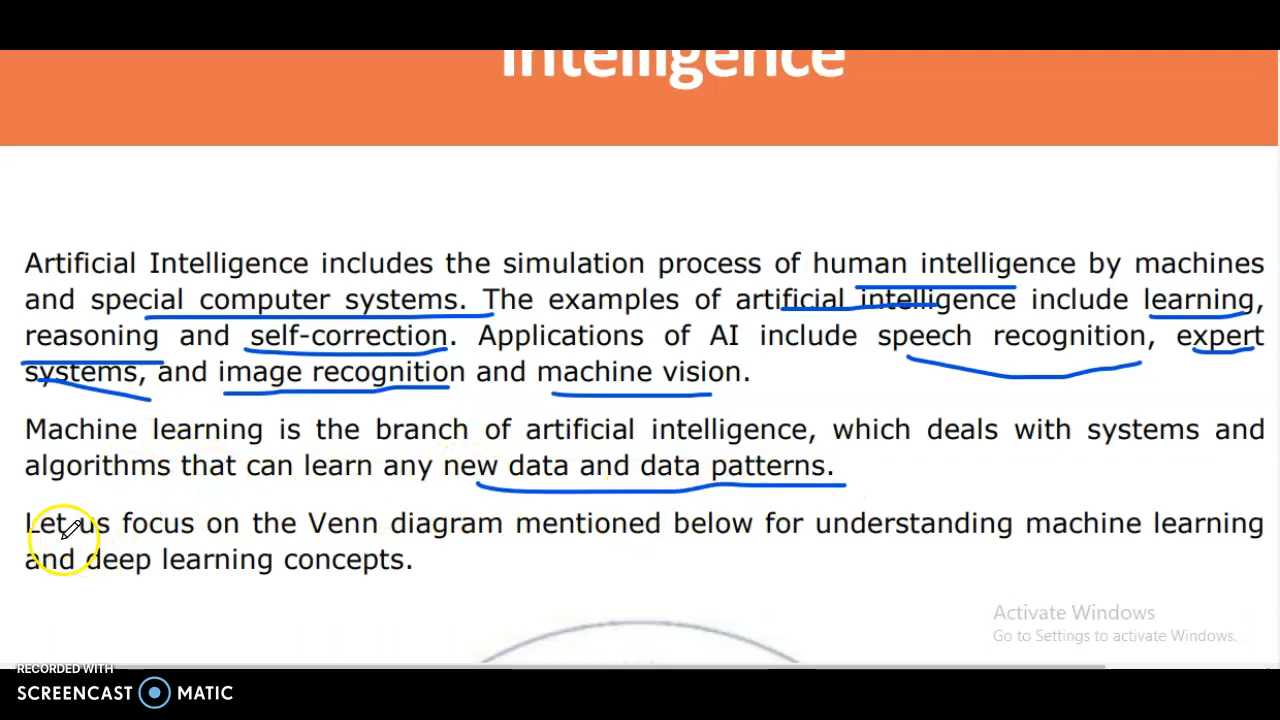 Intelligence
Artificial Intelligence includes the simulation process of human intelligence by machines
and special computer systems. The examples of artificial intelligence include learning,
reasoning and self-correction. Applications of AI include speech recognition, expert
systems, and image recognition and machine vision.
Machine learning is the branch of artificial intelligence, which deals with systems and
algorithms that can learn any new data and data patterns.
Let us focus on the Venn diagram mentioned below for understanding machine learning
and deep learning concepts.
Activate Windows
Go to Settings to activate Windows.
RECORDED WITH
SCREENCAST MATIC